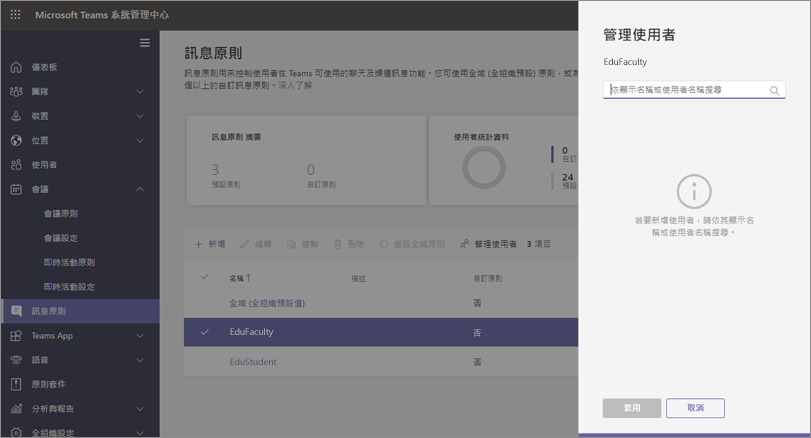 Microsoft Teams 系統管理中心
儀表板
團隊
裝置
位置
使用者
會議
會議原則
會議設定
即時活動原則
即時活動設定
訊息原則
Teams App
語音
原則套件
分析與報告
全組織設定
訊息原則
訊息原則用來控制使用者在 Teams 可使用的聊天及頻道訊息功能。您可使用全域 (全組織預設) 原則，或為
個以上的自訂訊息原則。深入了解
訊息原則 摘要
3
預設原則
0
自訂原則
使用者統計資料
0
自訂
24
預設
新增
編輯
複製
刪除
重設全域原則
管理使用者
3 項目
名稱↑
描述
自訂原則
全域 (全組織預設值)
否
EduFaculty
否
EduStudent
否
管理使用者
EduFaculty
依顯示名稱或使用者名稱搜尋
若要新增使用者，請依其顯示名
稱或使用者名稱搜尋。
套用
取消